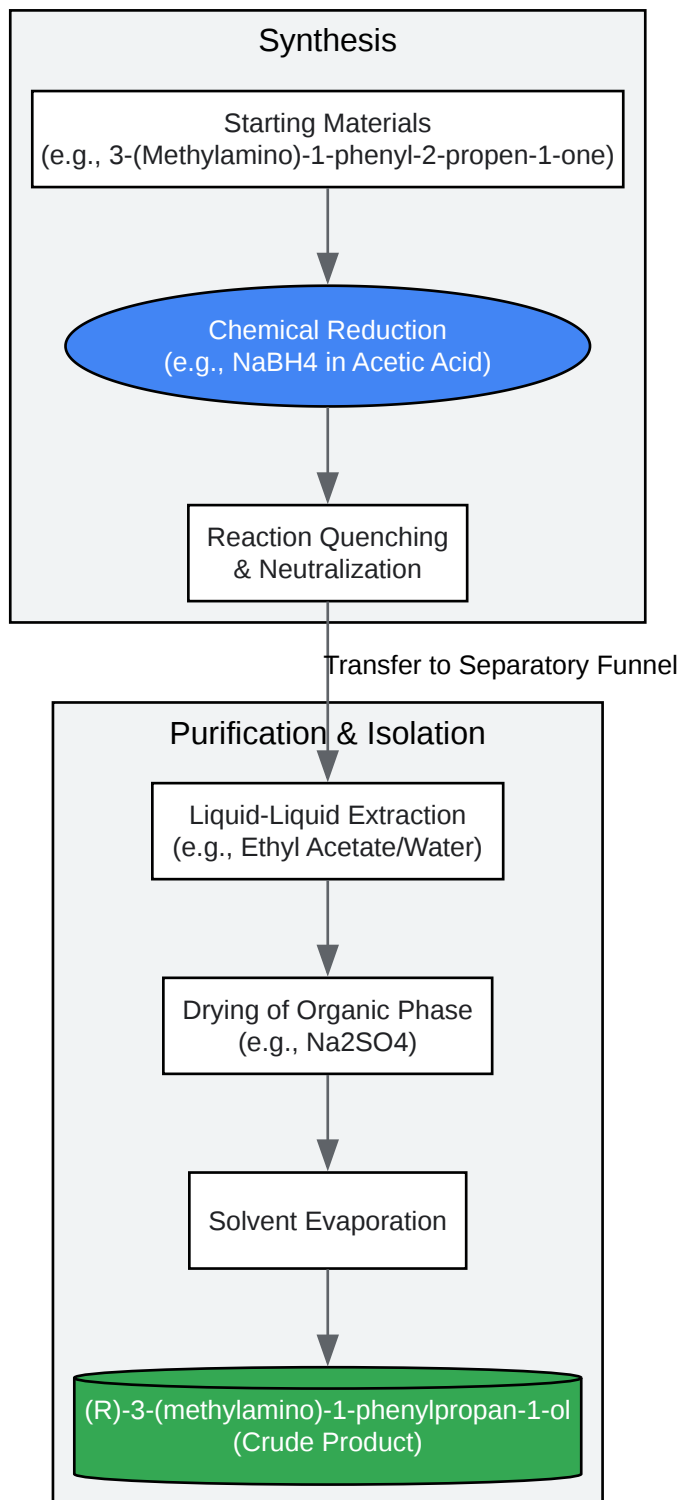 Synthesis
Starting Materials
(e.g., 3-(Methylamino)-1-phenyl-2-propen-1-one)
Chemical Reduction
(e.g., NaBH4 in Acetic Acid)
Reaction Quenching
& Neutralization
Transfer to Separatory Funnel
Purification & Isolation
Liquid-Liquid Extraction
(e.g., Ethyl Acetate/Water)
Drying of Organic Phase
(e.g., Na2SO4)
Solvent Evaporation
(R)-3-(methylamino)-1-phenylpropan-1-ol
(Crude Product)